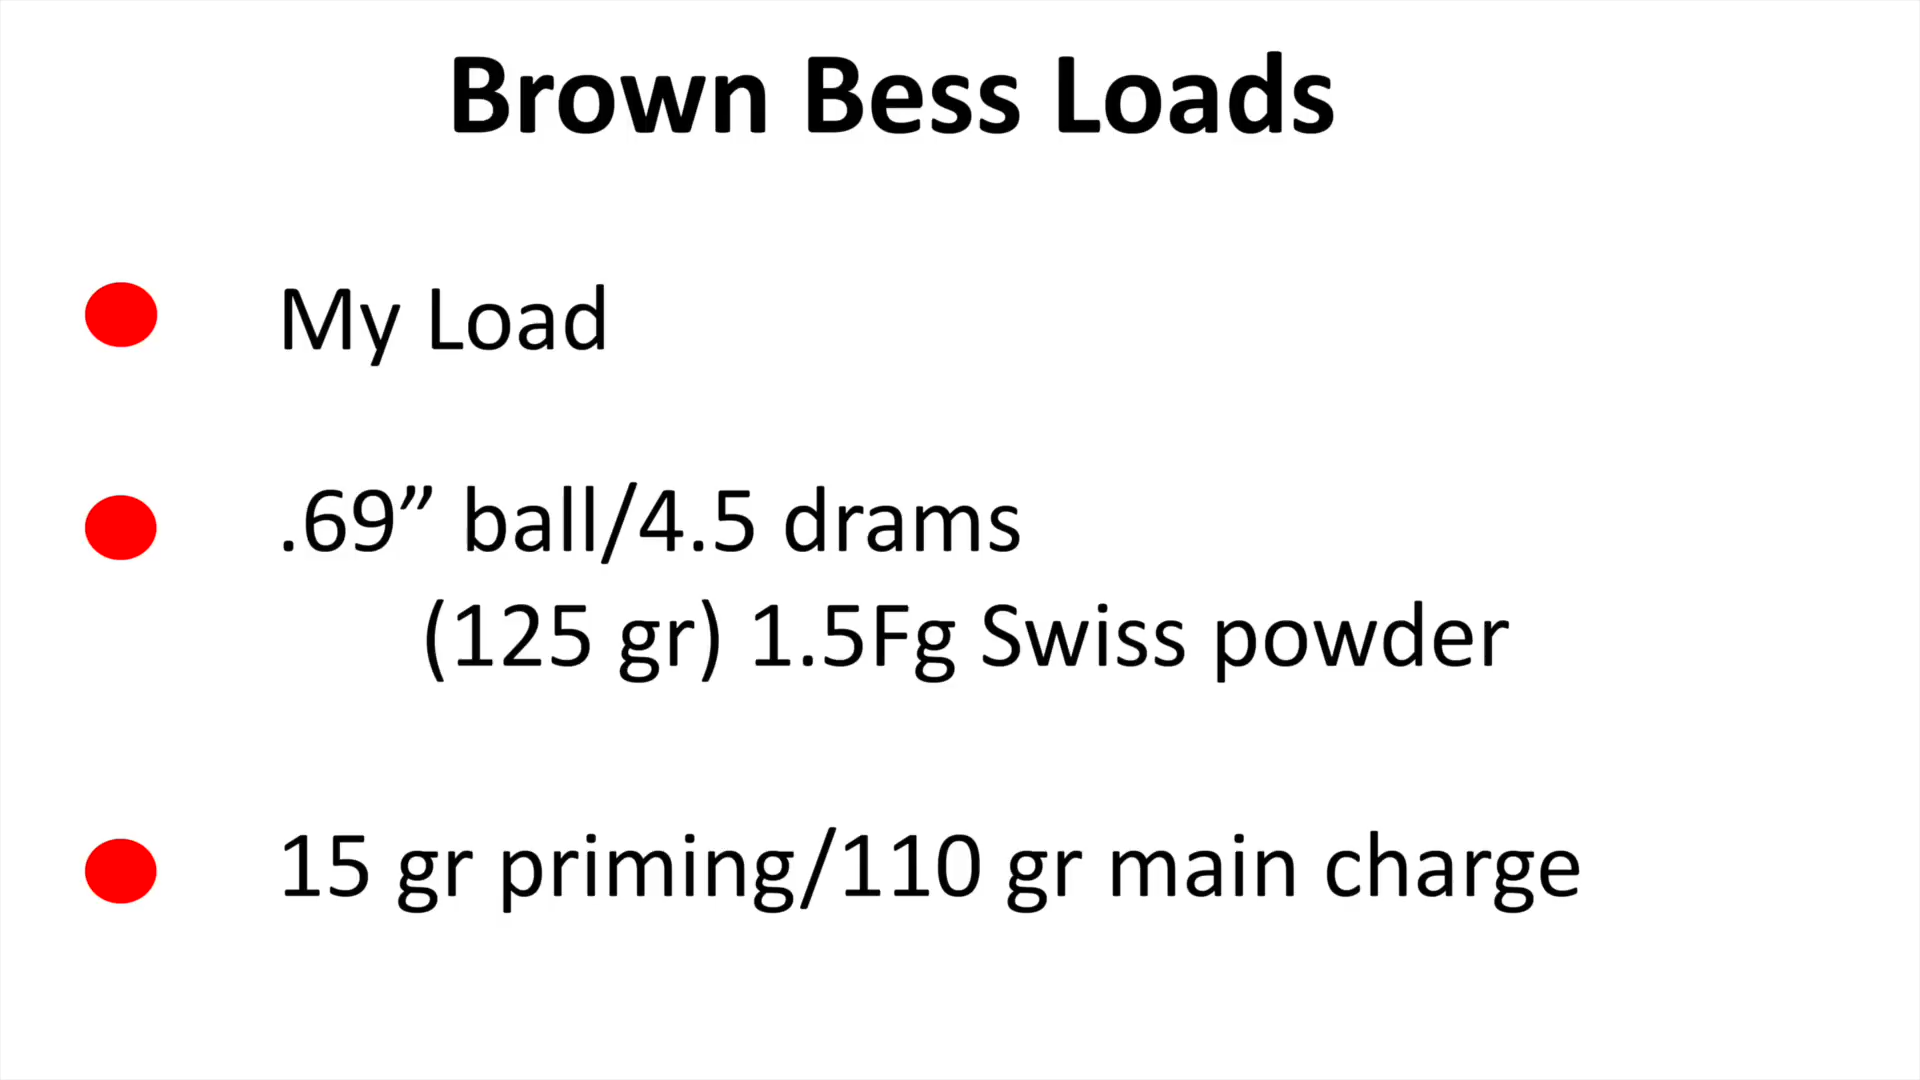 Brown Bess Loads
My Load
.69” ball/4.5 drams
(125 gr) 1.5Fg Swiss powder
15 gr priming/110 gr main charge